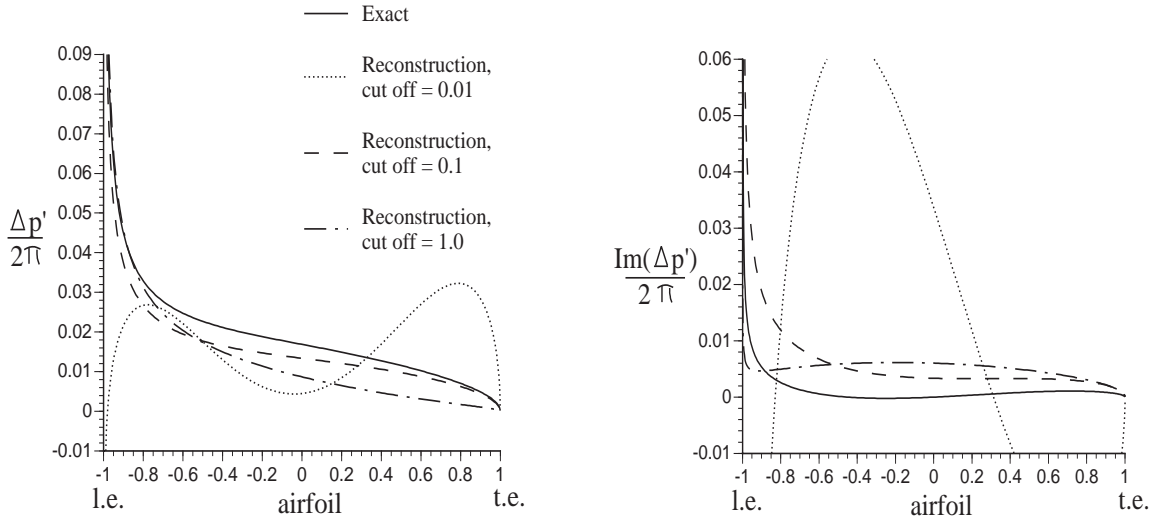 Exact
Reconstruction,
cut off = 0.01
Reconstruction,
cut off = 0.1
Reconstruction,
cut off = 1.0
0.09
0.08
0.07
0.06
0.05
0.04
0.03
0.02
0.01
0
-0.01
Δp'
2π
-1 -0.8 -0.6 -0.4 -0.2 0 0.2 0.4 0.6 0.8 1
l.e. airfoil t.e.
0.06
0.05
0.04
0.03
0.02
0.01
0
-0.01
Im(Δp')
2π
-1 -0.8 -0.6 -0.4 -0.2 0 0.2 0.4 0.6 0.8 1
l.e. airfoil t.e.